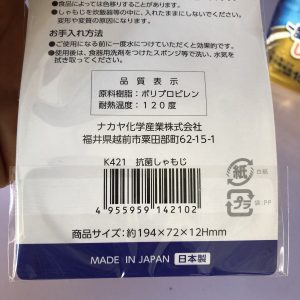 ●食品によっては色移りすることがあります。
●しゃもじを炊飯器等の中に、入れたままにしないでください。
変形や変質の原因になります。
お手入れ方法
●ご使用になる前に一度水につけていただくと効果的です。
●ご使用後は、食器用洗剤をつけたスポンジ等で洗い、水気を
拭き取ってください。
品質表示
原料樹脂：ポリプロピレン
耐熱温度：120度
ナカヤ化学産業株式会社
福井県越前市粟田部町62-15-1
K421 抗菌しゃもじ
4 955959 142102
紙
台紙
プラ
袋:PP
商品サイズ：約194×72×12Hmm
MADE IN JAPAN 日本製